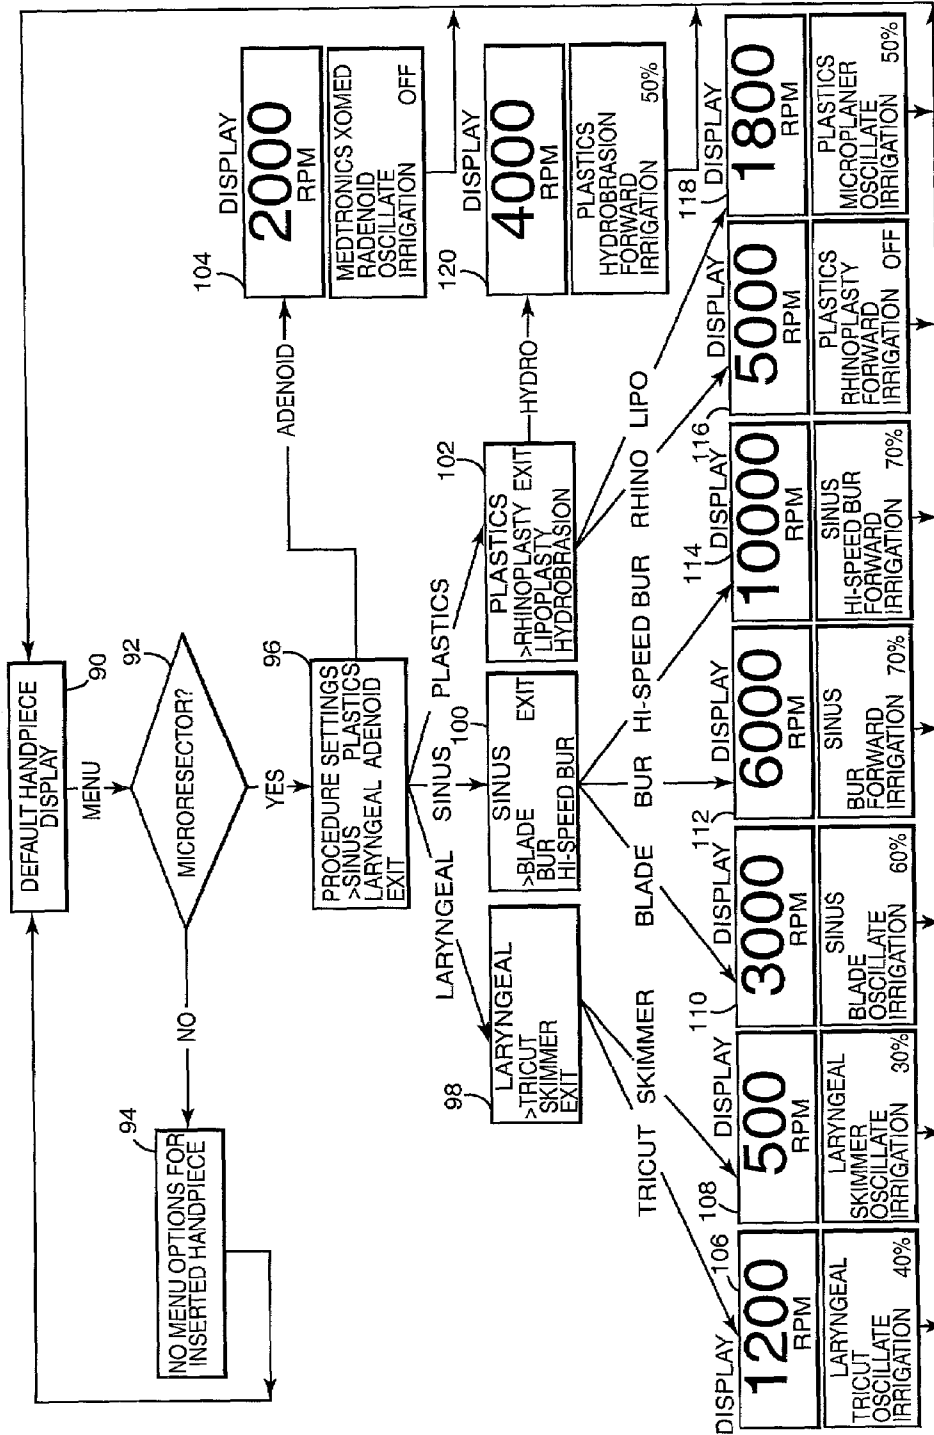 DEFAULT HANDPIECE
DISPLAY
90
MENU
MICRORESECTOR?
92
NO
NO MENU OPTIONS FOR
INSERTED HANDPIECE
94
YES
96
PROCEDURE SETTINGS
>SINUS PLASTICS
LARYNGEAL ADENOID
EXIT
ADENOID
104
DISPLAY
2000
RPM
MEDTRONICS XOMED
RADENOID
OSCILLATE
IRRIGATION OFF
LARYNGEAL
SINUS
PLASTICS
98
LARYNGEAL
>TRICUT
SKIMMER
EXIT
100
SINUS
>BLADE EXIT
BUR
HI-SPEED BUR
102
PLASTICS
>RHINOPLASTY EXIT
LIPOPLASTY
HYDROBRASION
HYDRO
120
DISPLAY
4000
RPM
PLASTICS
HYDROBRASION
FORWARD
IRRIGATION 50%
TRICUT
SKIMMER
BLADE
BUR
HI-SPEED BUR
RHINO
LIPO
DISPLAY
106
1200
RPM
LARYNGEAL
TRICUT
OSCILLATE
IRRIGATION 40%
108
DISPLAY
500
RPM
LARYNGEAL
SKIMMER
OSCILLATE
IRRIGATION 30%
110
DISPLAY
3000
RPM
SINUS
BLADE
OSCILLATE
IRRIGATION 60%
112
DISPLAY
6000
RPM
SINUS
BUR
FORWARD
IRRIGATION 70%
114
DISPLAY
10000
RPM
SINUS
HI-SPEED BUR
FORWARD
IRRIGATION 70%
116
DISPLAY
5000
RPM
PLASTICS
RHINOPLASTY
FORWARD
IRRIGATION OFF
118
DISPLAY
1800
RPM
PLASTICS
MICROPLANER
OSCILLATE
IRRIGATION 50%